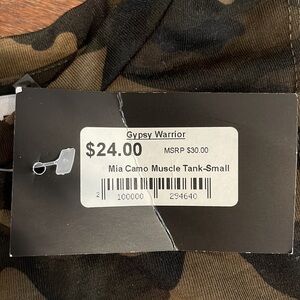 Gypsy Warrior
$24.00 MSRP $30.00
Mia Camo Muscle Tank-Small
2 100000 294640